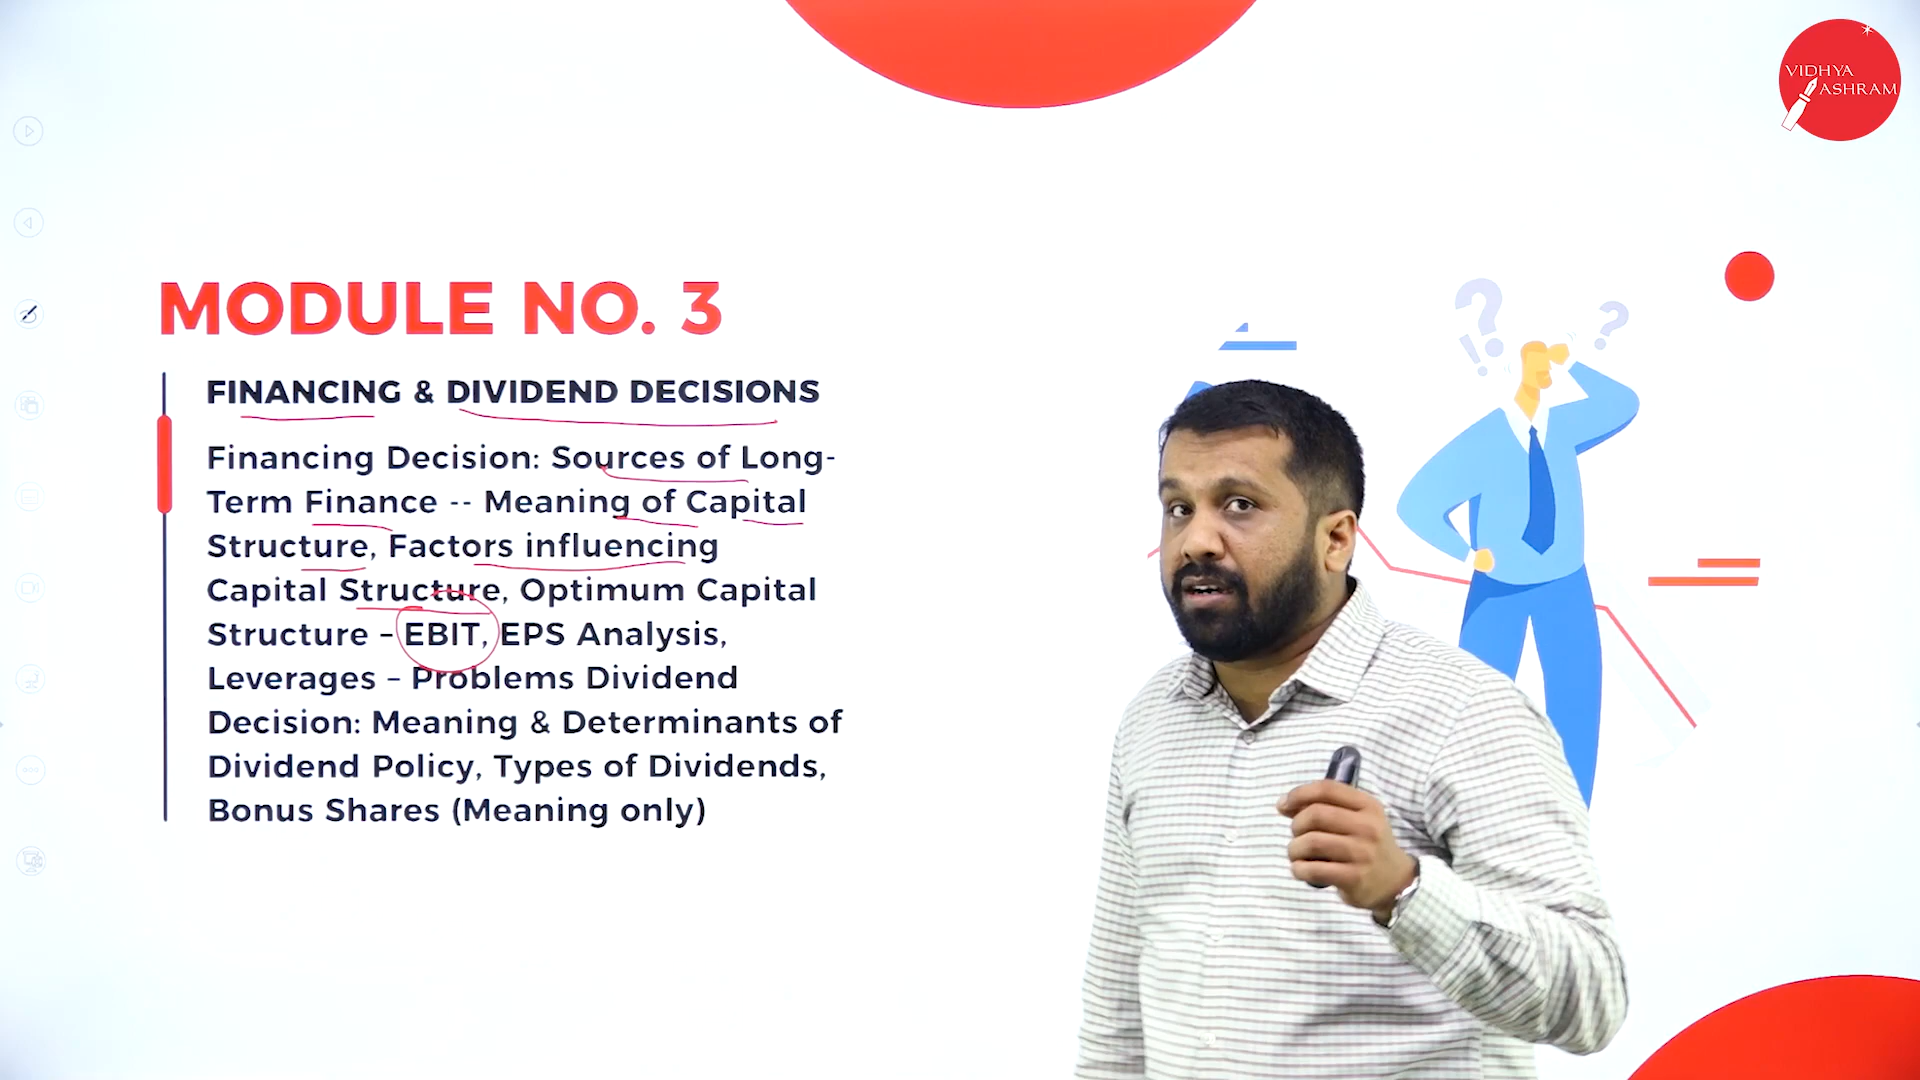 VIDHYA
ASHRAM
MODULE NO. 3
FINANCING & DIVIDEND DECISIONS
Financing Decision: Sources of Long-
Term Finance -- Meaning of Capital
Structure, Factors influencing
Capital Structure, Optimum Capital
Structure – EBIT, EPS Analysis,
Leverages – Problems Dividend
Decision: Meaning & Determinants of
Dividend Policy, Types of Dividends,
Bonus Shares (Meaning only)
? ! ?